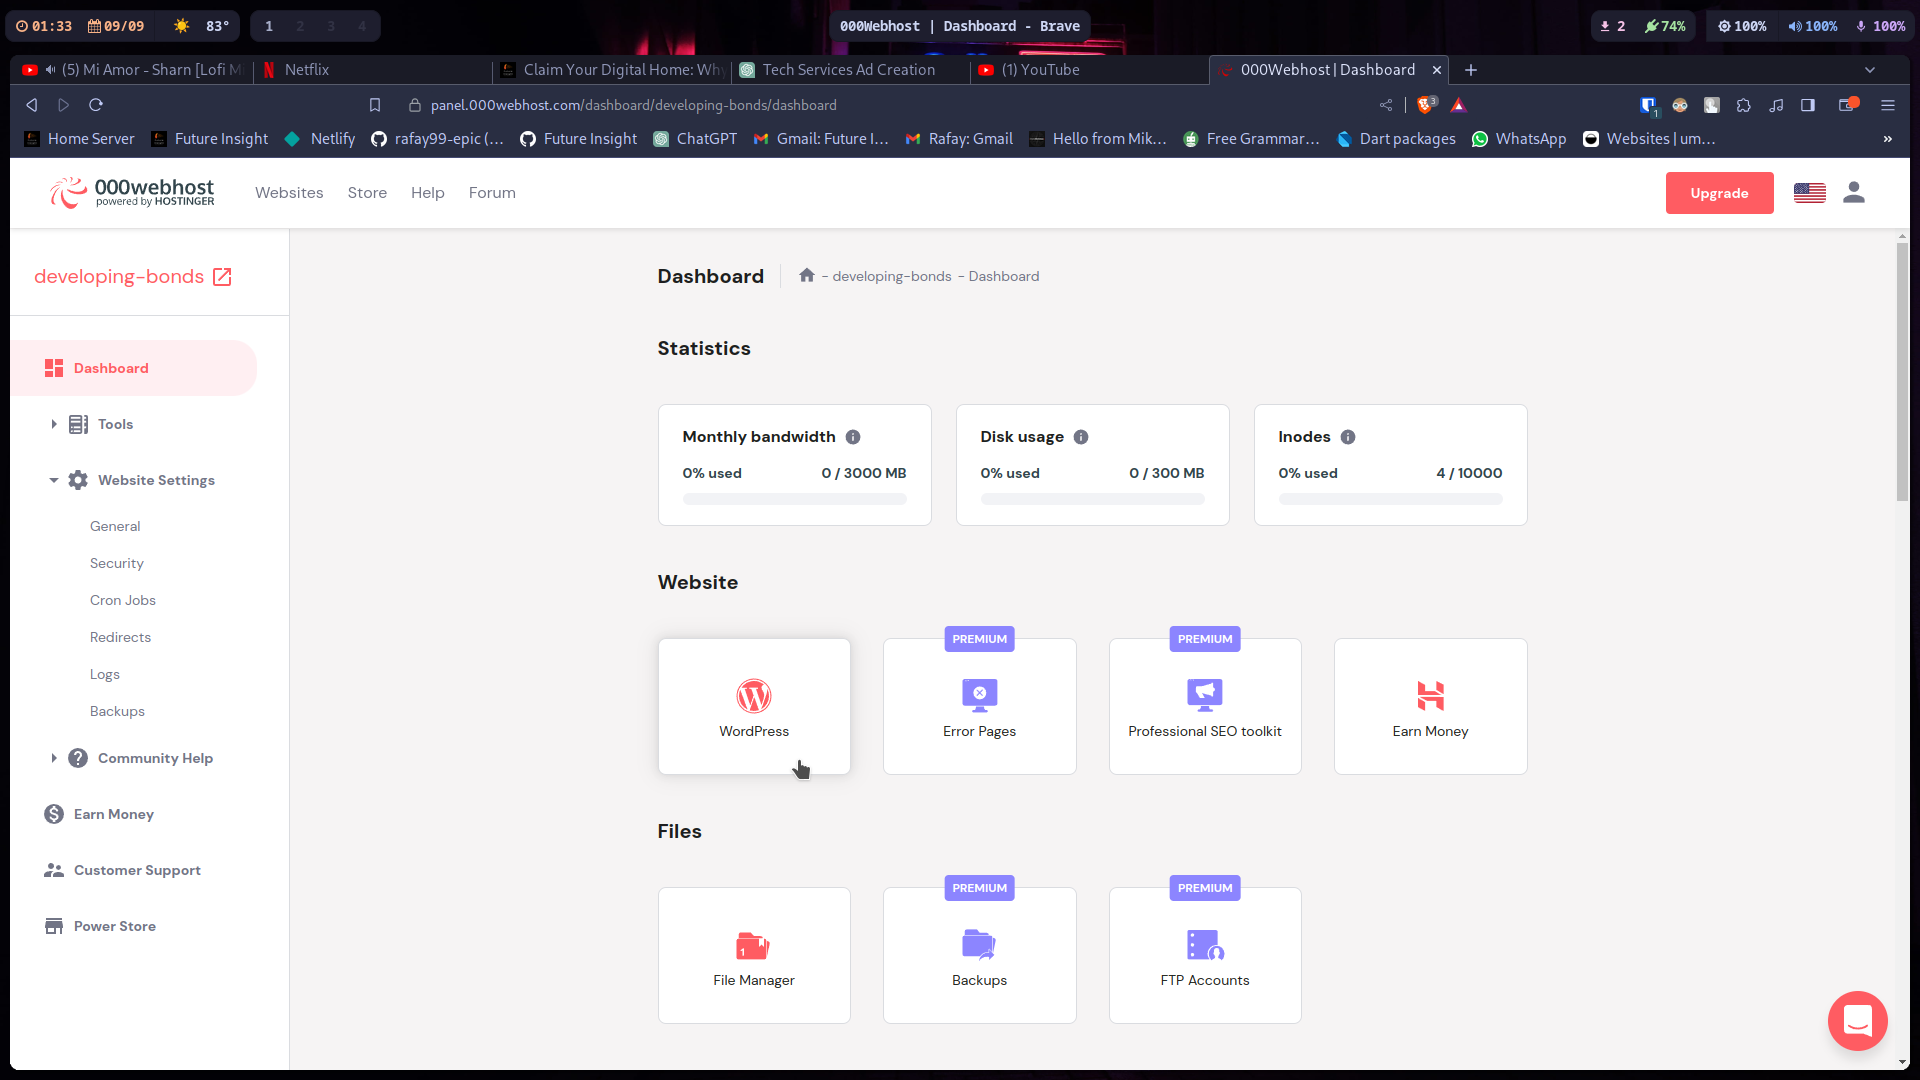 01:33 09/09 83° 1 2 3 4 000Webhost | Dashboard - Brave 2 74% 100% 100% 100%
(5) Mi Amor - Sharn [Lofi M Netflix Claim Your Digital Home: Why Tech Services Ad Creation (1) YouTube 000Webhost | Dashboard
panel.000webhost.com/dashboard/developing-bonds/dashboard 3 1
Home Server Future Insight Netlify rafay99-epic (... Future Insight ChatGPT Gmail: Future I... Rafay: Gmail Hello from Mik... Free Grammar... Dart packages WhatsApp Websites | um... »
000webhost
powered by HOSTINGER
Websites Store Help Forum Upgrade
developing-bonds
Dashboard
Tools
Website Settings
General
Security
Cron Jobs
Redirects
Logs
Backups
Community Help
Earn Money
Customer Support
Power Store
Dashboard - developing-bonds - Dashboard
Statistics
Monthly bandwidth
0% used 0 / 3000 MB
Disk usage
0% used 0 / 300 MB
Inodes
0% used 4 / 10000
Website
WordPress
PREMIUM
Error Pages
PREMIUM
Professional SEO toolkit
Earn Money
Files
1
File Manager
PREMIUM
Backups
PREMIUM
FTP Accounts